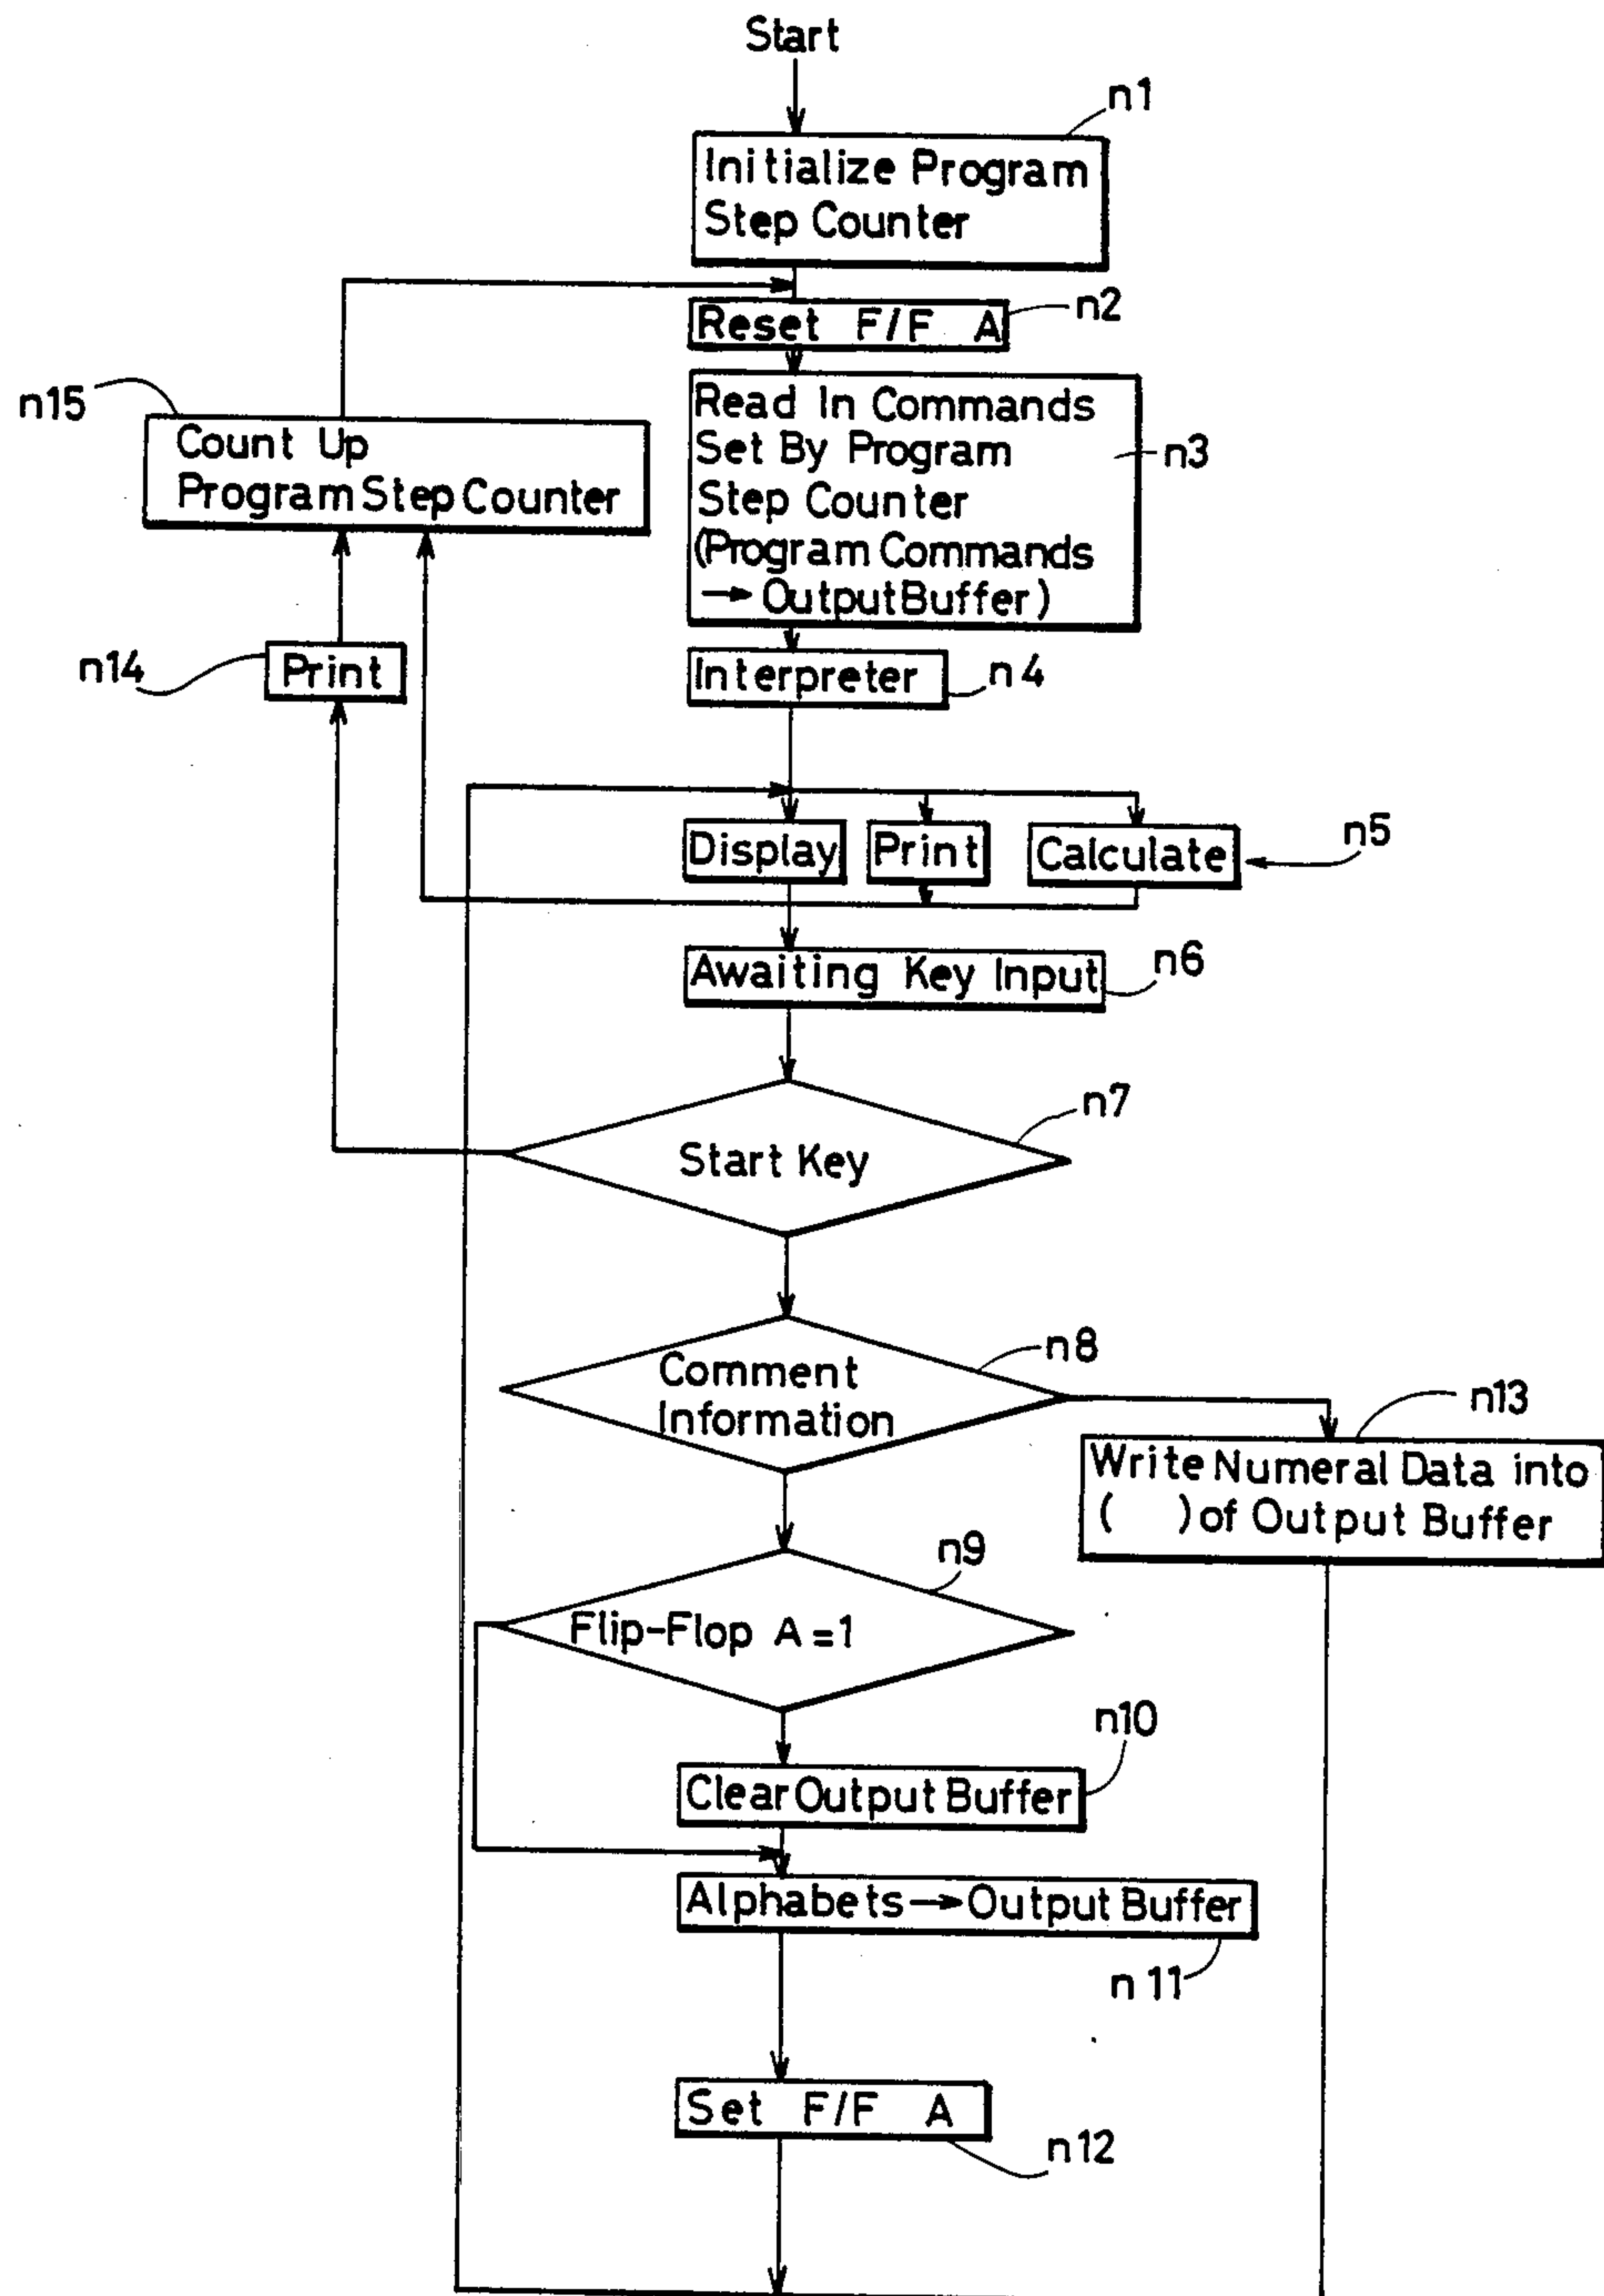 Start
n1
Initialize Program
Step Counter
n2
Reset F/F A
n15
Count Up
Program Step Counter
Read In Commands
Set By Program
Step Counter
(Program Commands
→ Output Buffer)
n3
n14
Print
Interpreter
n4
Display
Print
Calculate
n5
Awaiting Key Input
n6
n7
Start Key
n8
Comment
Information
n13
Write Numeral Data into
( ) of Output Buffer
n9
Flip-Flop A=1
n10
Clear Output Buffer
Alphabets→Output Buffer
n11
Set F/F A
n12